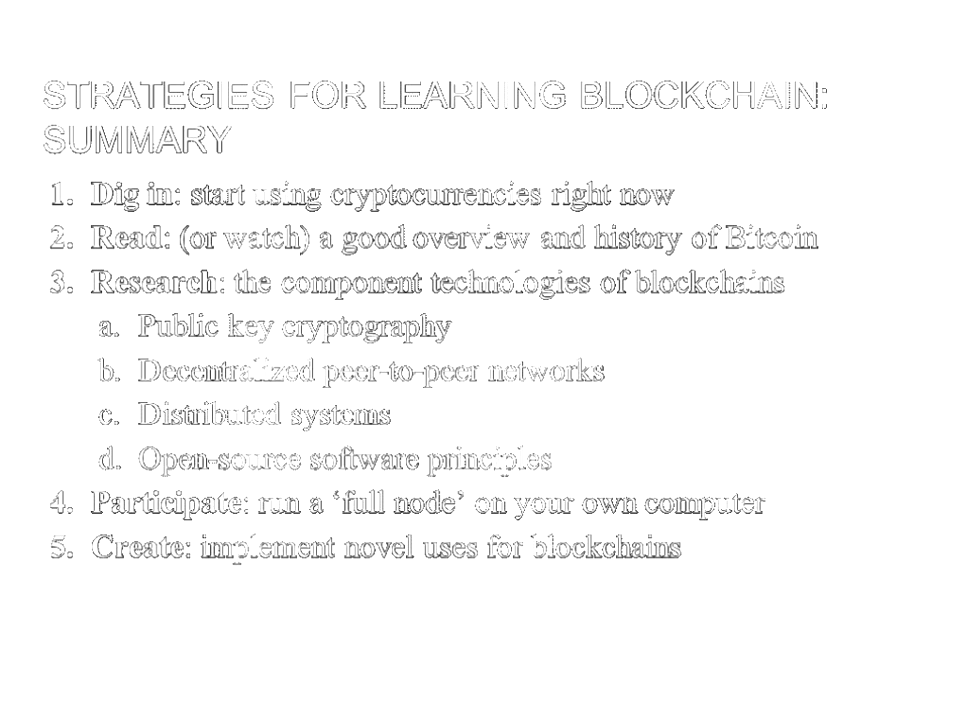 STRATEGIES FOR LEARNING BLOCKCHAIN:
SUMMARY
1. Dig in: start using cryptocurrencies right now
2. Read: (or watch) a good overview and history of Bitcoin
3. Research: the component technologies of blockchains
a. Public key cryptography
b. Decentralized peer-to-peer networks
c. Distributed systems
d. Open-source software principles
4. Participate: run a ‘full node’ on your own computer
5. Create: implement novel uses for blockchains